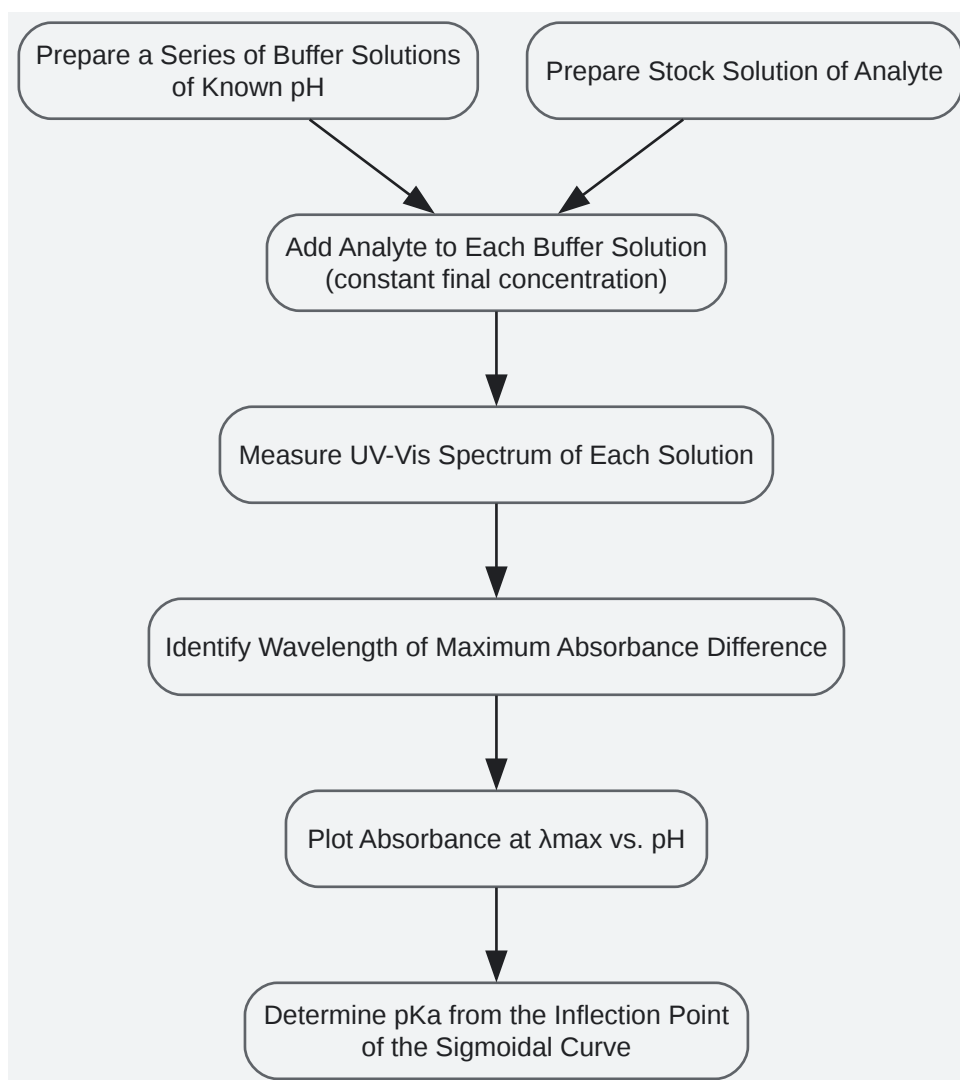 Prepare a Series of Buffer Solutions
of Known pH
Prepare Stock Solution of Analyte
Add Analyte to Each Buffer Solution
(constant final concentration)
Measure UV-Vis Spectrum of Each Solution
Identify Wavelength of Maximum Absorbance Difference
Plot Absorbance at λmax vs. pH
Determine pKa from the Inflection Point
of the Sigmoidal Curve